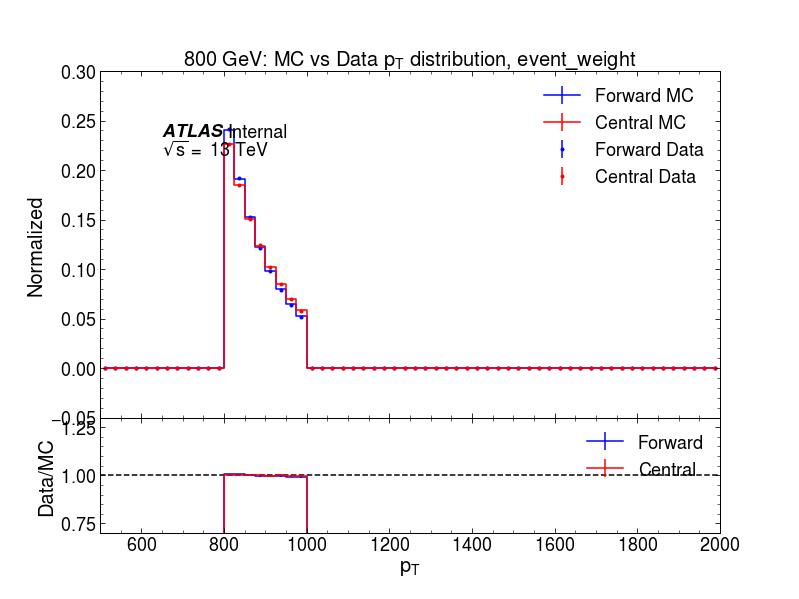 800 GeV: MC vs Data p_T distribution, event_weight
0.30
0.25
0.20
0.15
0.10
0.05
0.00
−0.05
Normalized
ATLAS Internal
√s = 13 TeV
Forward MC
Central MC
Forward Data
Central Data
1.25
1.00
0.75
Data/MC
Forward
Central
600 800 1000 1200 1400 1600 1800 2000
p_T